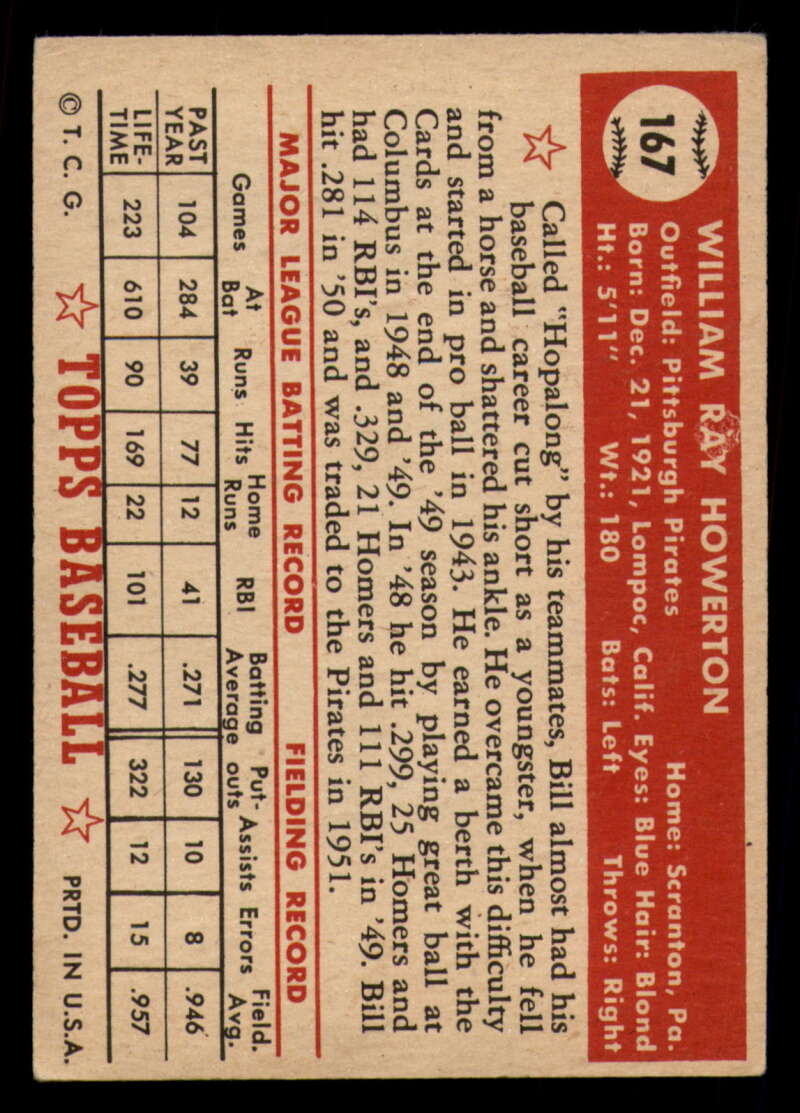 167
WILLIAM RAY HOWERTON
Outfield: Pittsburgh Pirates Home: Scranton, Pa.
Born: Dec. 21, 1921, Lompoc, Calif. Eyes: Blue Hair: Blond
Ht.: 5'11" Wt.: 180 Bats: Left Throws: Right
Called "Hopalong" by his teammates, Bill almost had his
baseball career cut short as a youngster, when he fell
from a horse and shattered his ankle. He overcame this difficulty
and started in pro ball in 1943. He earned a berth with the
Cards at the end of the '49 season by playing great ball at
Columbus in 1948 and '49. In '48 he hit .299, 25 Homers and
had 114 RBI's, and .329, 21 Homers and 111 RBI's in '49. Bill
hit .281 in '50 and was traded to the Pirates in 1951.
MAJOR LEAGUE BATTING RECORD FIELDING RECORD
Games At Bat Runs Hits Home Runs RBI Batting Average Put-outs Assists Errors Field. Avg.
PAST YEAR 104 284 39 77 12 41 .271 130 10 8 .946
LIFE-TIME 223 610 90 169 22 101 .277 322 12 15 .957
© T. C. G. TOPPS BASEBALL PRTD. IN U.S.A.